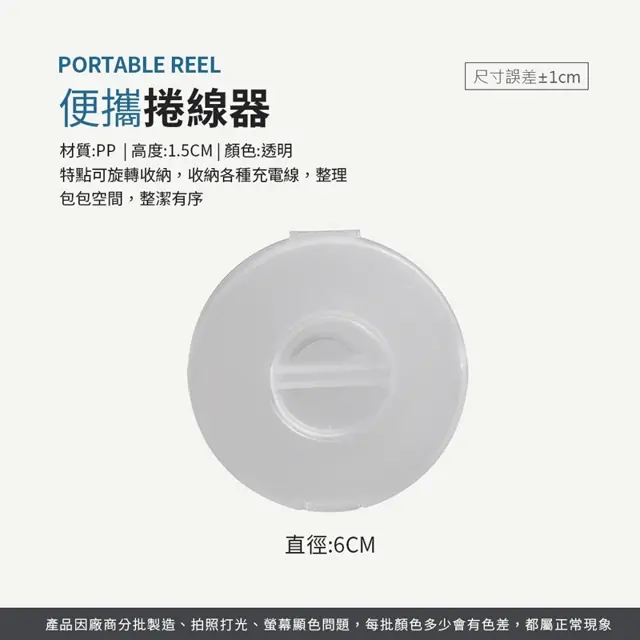 PORTABLE REEL
尺寸誤差±1cm
便攜捲線器
材質:PP | 高度:1.5CM | 顏色:透明
特點可旋轉收納，收納各種充電線，整理
包包空間，整潔有序
直徑:6CM
產品因廠商分批製造、拍照打光、螢幕顯色問題，每批顏色多少會有色差，都屬正常現象